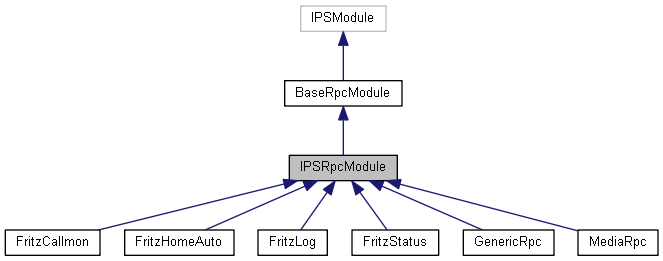 IPSModule
BaseRpcModule
IPSRpcModule
FritzCallmon
FritzHomeAuto
FritzLog
FritzStatus
GenericRpc
MediaRpc